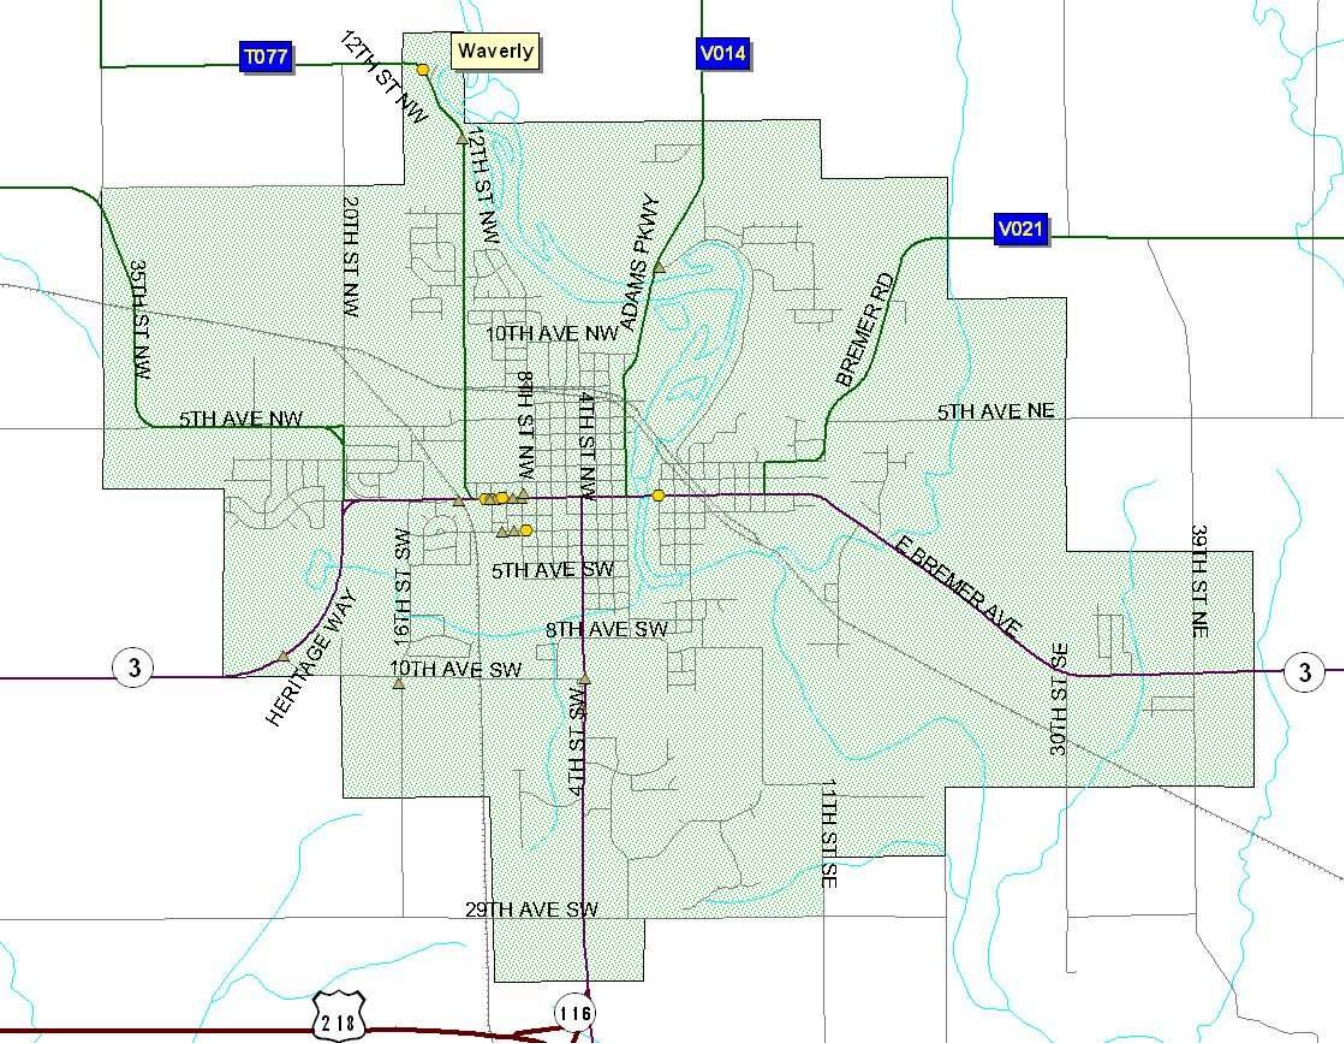 12TH ST NW
Waverly
T077
V014
12TH ST NW
20TH ST NW
ADAMS PKWY
V021
35TH ST NW
BREMER RD
10TH AVE NW
8TH ST NW
4TH ST NW
5TH AVE NW
5TH AVE NE
16TH ST SW
5TH AVE SW
E BREMER AVE
39TH ST NE
HERITAGE WAY
8TH AVE SW
3
10TH AVE SW
30TH ST SE
3
4TH ST SW
11TH ST SE
29TH AVE SW
218
116